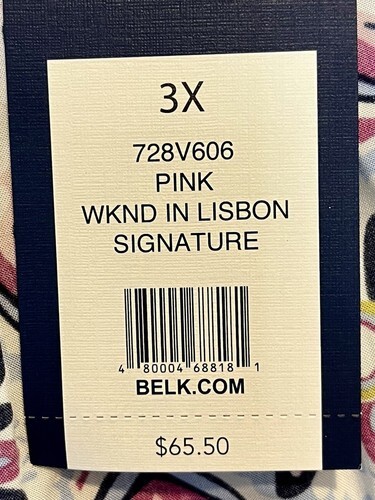 3X
728V606
PINK
WKND IN LISBON
SIGNATURE
4 80004 68818 1
BELK.COM
$65.50